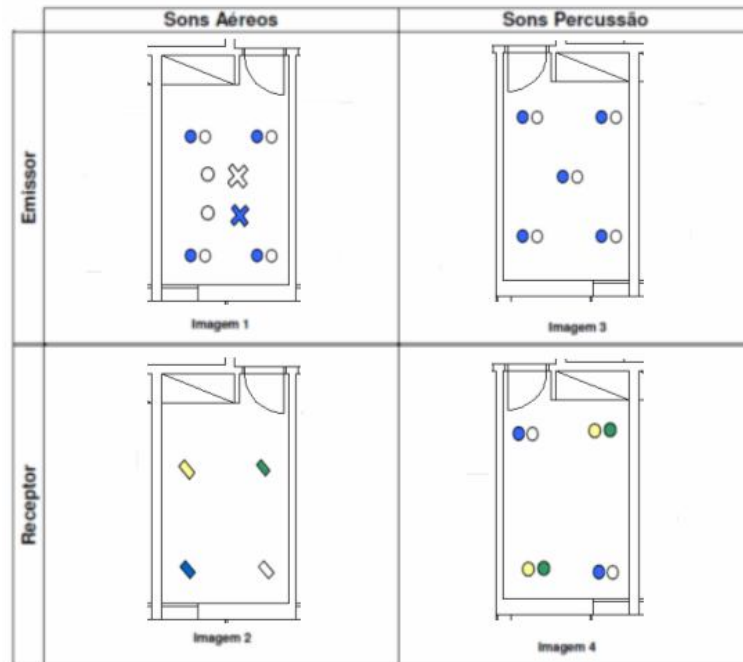 Sons Aéreos
Sons Percussão
Emissor
Imagem 1
Imagem 3
Receptor
Imagem 2
Imagem 4